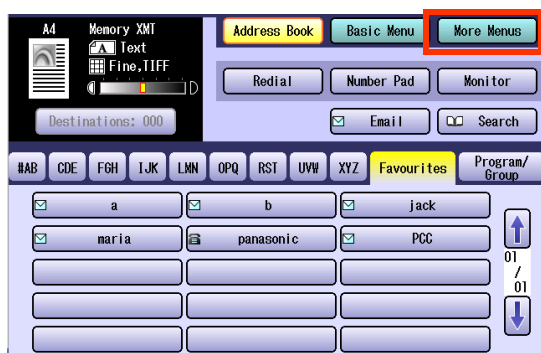 A4 Memory XMT Address Book Basic Menu More Menus
A Text
Fine,TIFF
Redial Number Pad Monitor
Destinations: 000 Email Search
#AB CDE FGH IJK LMN OPQ RST UVW XYZ Favourites Program/
Group
a b jack
maria panasonic PCC
01
/
01